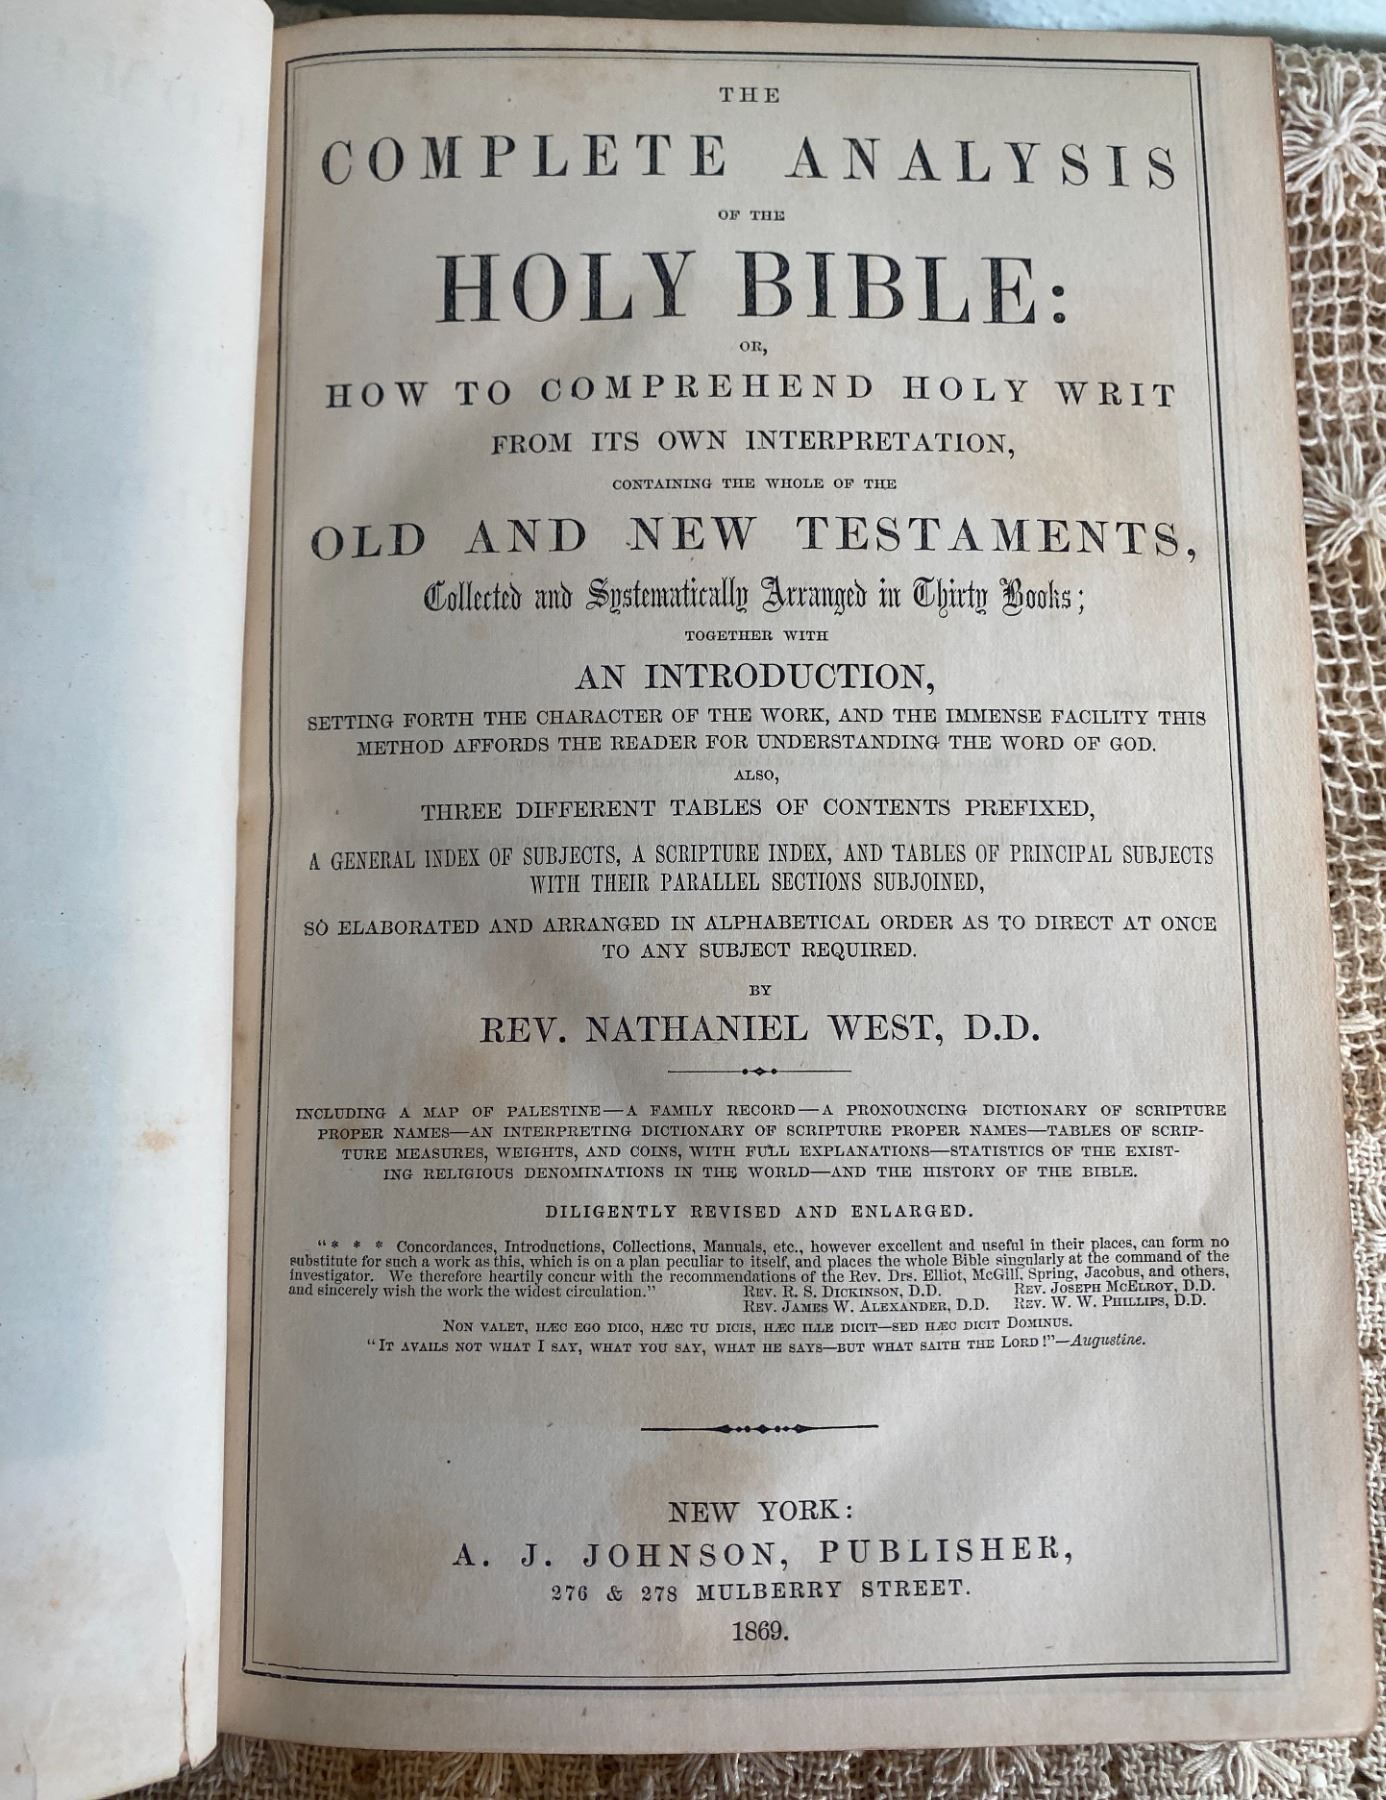 THE
COMPLETE ANALYSIS
OF THE
HOLY BIBLE:
OR,
HOW TO COMPREHEND HOLY WRIT
FROM ITS OWN INTERPRETATION,
CONTAINING THE WHOLE OF THE
OLD AND NEW TESTAMENTS,
Collected and Systematically Arranged in Thirty Books;
TOGETHER WITH
AN INTRODUCTION,
SETTING FORTH THE CHARACTER OF THE WORK, AND THE IMMENSE FACILITY THIS
METHOD AFFORDS THE READER FOR UNDERSTANDING THE WORD OF GOD.
ALSO,
THREE DIFFERENT TABLES OF CONTENTS PREFIXED,
A GENERAL INDEX OF SUBJECTS, A SCRIPTURE INDEX, AND TABLES OF PRINCIPAL SUBJECTS
WITH THEIR PARALLEL SECTIONS SUBJOINED,
SO ELABORATED AND ARRANGED IN ALPHABETICAL ORDER AS TO DIRECT AT ONCE
TO ANY SUBJECT REQUIRED.
BY
REV. NATHANIEL WEST, D.D.
INCLUDING A MAP OF PALESTINE—A FAMILY RECORD—A PRONOUNCING DICTIONARY OF SCRIPTURE
PROPER NAMES—AN INTERPRETING DICTIONARY OF SCRIPTURE PROPER NAMES—TABLES OF SCRIP-
TURE MEASURES, WEIGHTS, AND COINS, WITH FULL EXPLANATIONS—STATISTICS OF THE EXIST-
ING RELIGIOUS DENOMINATIONS IN THE WORLD—AND THE HISTORY OF THE BIBLE.
DILIGENTLY REVISED AND ENLARGED.
"* * * Concordances, Introductions, Collections, Manuals, etc., however excellent and useful in their places, can form no
substitute for such a work as this, which is on a plan peculiar to itself, and places the whole Bible singularly at the command of the
investigator. We therefore heartily concur with the recommendations of the Rev. Drs. Elliot, McGill, Spring, Jacobus, and others,
and sincerely wish the work the widest circulation." REV. R. S. DICKINSON, D.D. REV. JOSEPH MCELROY, D.D.
REV. JAMES W. ALEXANDER, D.D. REV. W. W. PHILLIPS, D.D.
NON VALET, HÆC EGO DICO, HÆC TU DICIS, HÆC ILLE DICIT—SED HÆC DICIT DOMINUS.
"IT AVAILS NOT WHAT I SAY, WHAT YOU SAY, WHAT HE SAYS—BUT WHAT SAITH THE LORD!"—Augustine.
NEW YORK:
A. J. JOHNSON, PUBLISHER,
276 & 278 MULBERRY STREET.
1869.